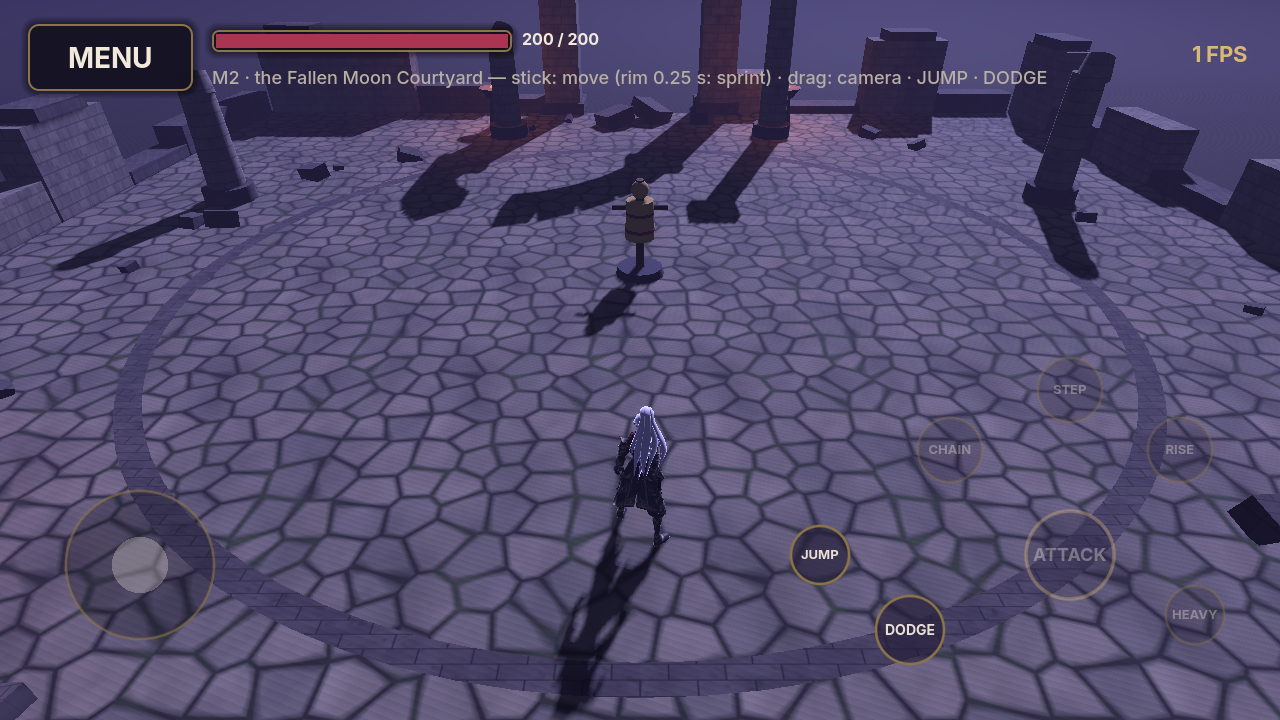 MENU
200 / 200
M2 · the Fallen Moon Courtyard — stick: move (rim 0.25 s: sprint) · drag: camera · JUMP · DODGE
1 FPS
STEP
CHAIN
RISE
JUMP
ATTACK
HEAVY
DODGE